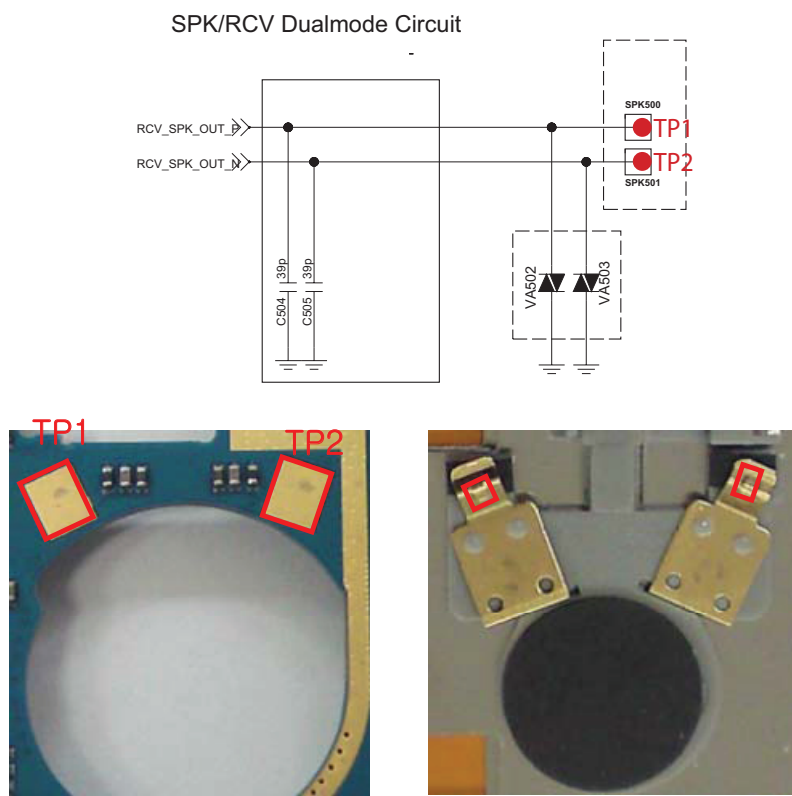 SPK/RCV Dualmode Circuit
-
SPK500
RCV_SPK_OUT_P
TP1
RCV_SPK_OUT_N
TP2
SPK501
39p
39p
C504
C505
VA502
VA503
TP1
TP2